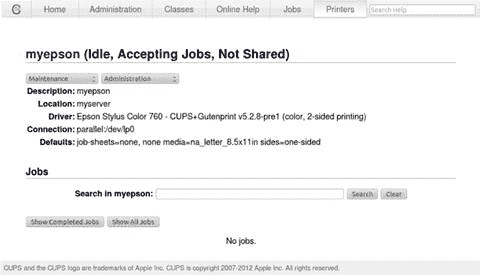 Home Administration Classes Online Help Jobs Printers Search Help
myepson (Idle, Accepting Jobs, Not Shared)
Maintenance Administration
Description: myepson
Location: myserver
Driver: Epson Stylus Color 760 - CUPS+Gutenprint v5.2.8-pre1 (color, 2-sided printing)
Connection: parallel:/dev/lp0
Defaults: job-sheets=none, none media=na_letter_8.5x11in sides=one-sided
Jobs
Search in myepson: Search Clear
Show Completed Jobs Show All Jobs
No jobs.
CUPS and the CUPS logo are trademarks of Apple Inc. CUPS is copyright 2007-2012 Apple Inc. All rights reserved.